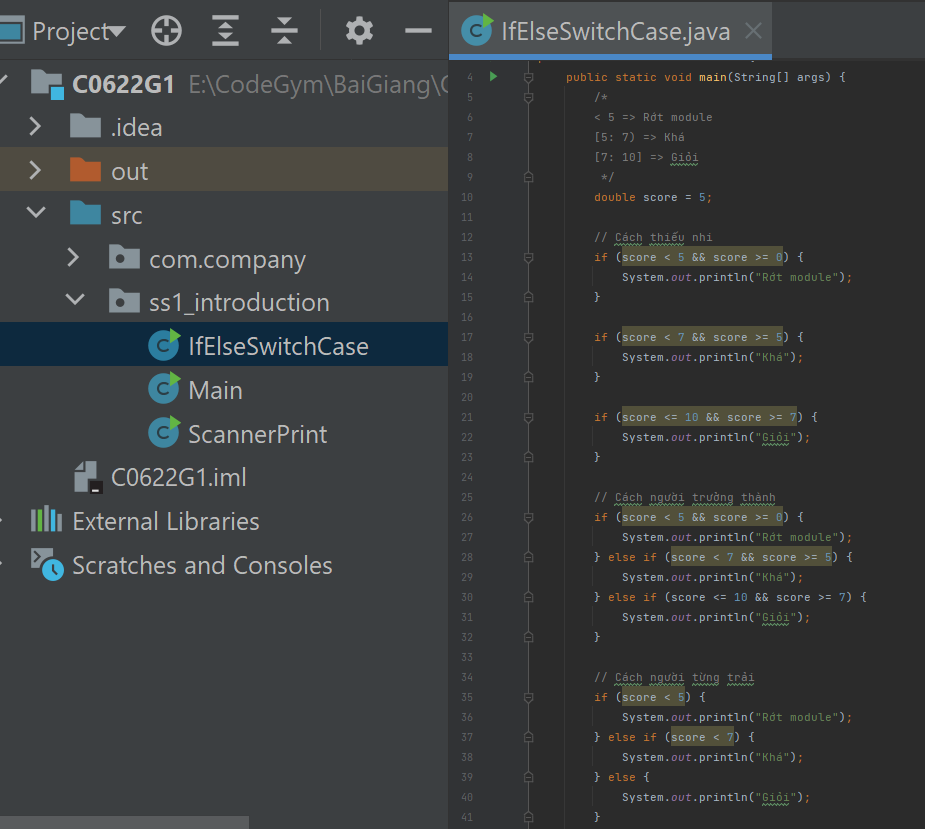 Project
C0622G1 E:\CodeGym\BaiGiang\
.idea
out
src
com.company
ss1_introduction
IfElseSwitchCase
Main
ScannerPrint
C0622G1.iml
External Libraries
Scratches and Consoles
IfElseSwitchCase.java
4 public static void main(String[] args) {
5 /*
6 < 5 => Rớt module
7 [5: 7) => Khá
8 [7: 10] => Giỏi
9 */
10 double score = 5;
11
12 // Cách thiếu nhi
13 if (score < 5 && score >= 0) {
14 System.out.println("Rớt module");
15 }
16
17 if (score < 7 && score >= 5) {
18 System.out.println("Khá");
19 }
20
21 if (score <= 10 && score >= 7) {
22 System.out.println("Giỏi");
23 }
24
25 // Cách người trưởng thành
26 if (score < 5 && score >= 0) {
27 System.out.println("Rớt module");
28 } else if (score < 7 && score >= 5) {
29 System.out.println("Khá");
30 } else if (score <= 10 && score >= 7) {
31 System.out.println("Giỏi");
32 }
33
34 // Cách người từng trải
35 if (score < 5) {
36 System.out.println("Rớt module");
37 } else if (score < 7) {
38 System.out.println("Khá");
39 } else {
40 System.out.println("Giỏi");
41 }